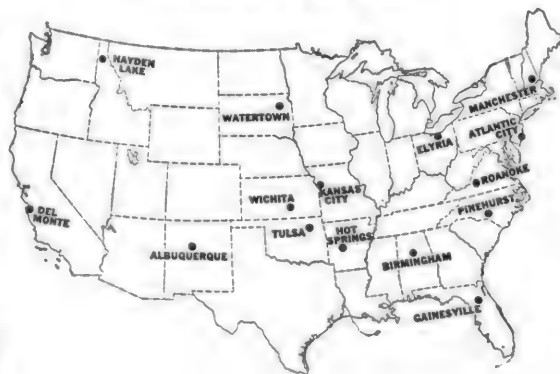 HAYDEN
LAKE
MANCHESTER
WATERTOWN
ATLANTIC
CITY
ELYRIA
ROANOKE
KANSAS
CITY
WICHITA
DEL
MONTE
PINEHURST
TULSA
HOT
SPRINGS
ALBUQUERQUE
BIRMINGHAM
GAINESVILLE